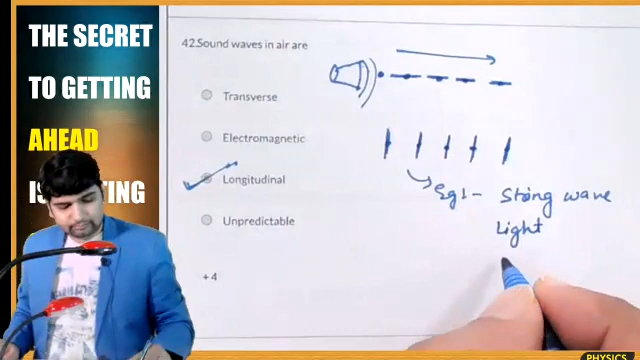 THE SECRET
TO GETTING
AHEAD
42.Sound waves in air are
Transverse
Electromagnetic
Longitudinal
Unpredictable
+4
Eg1- String wave
Light
PHYSICS